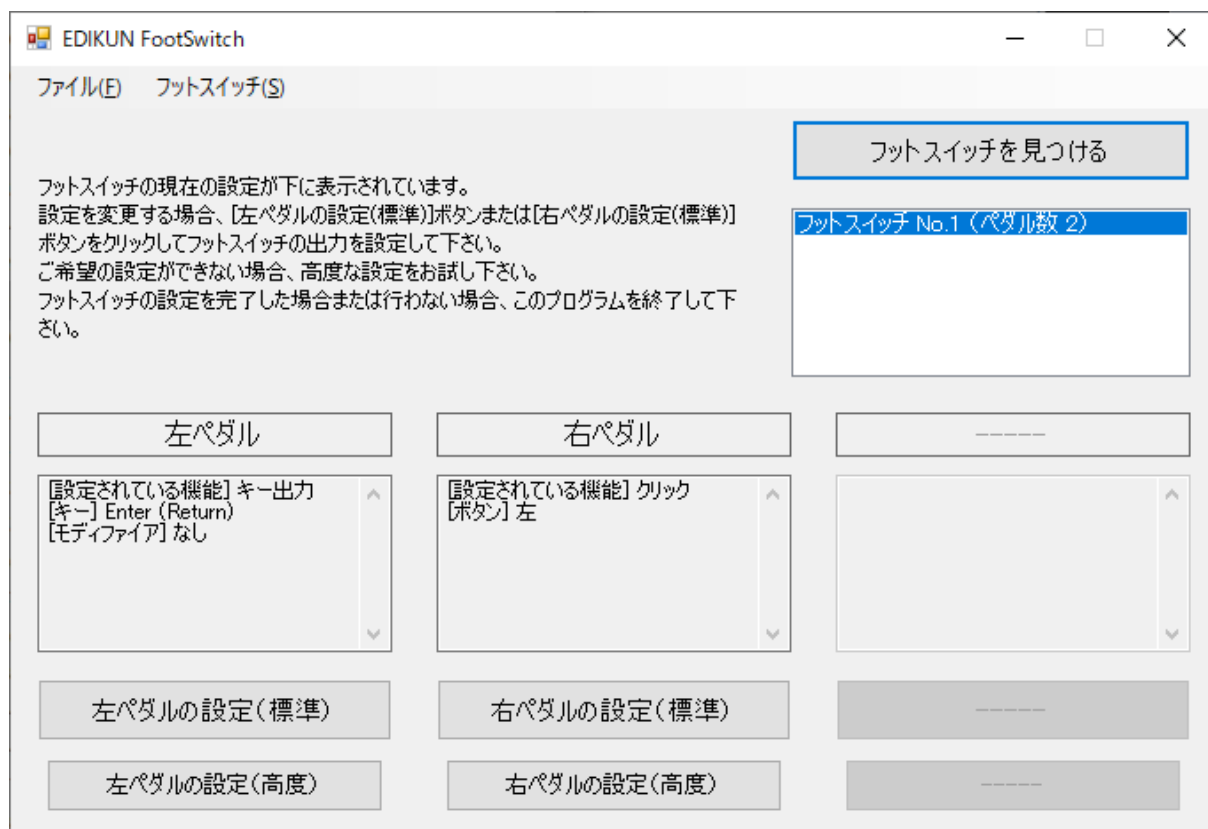 EDIKUN FootSwitch
ファイル(F) フットスイッチ(S)
フットスイッチを見つける
フットスイッチの現在の設定が下に表示されています。
設定を変更する場合、[左ペダルの設定(標準)]ボタンまたは[右ペダルの設定(標準)]
ボタンをクリックしてフットスイッチの出力を設定して下さい。
ご希望の設定ができない場合、高度な設定をお試し下さい。
フットスイッチの設定を完了した場合または行わない場合、このプログラムを終了して下
さい。
フットスイッチ No.1 (ペダル数 2)
左ペダル
右ペダル
-----
[設定されている機能] キー出力
[キー] Enter (Return)
[モディファイア] なし
[設定されている機能] クリック
[ボタン] 左
左ペダルの設定(標準)
右ペダルの設定(標準)
-----
左ペダルの設定(高度)
右ペダルの設定(高度)
-----